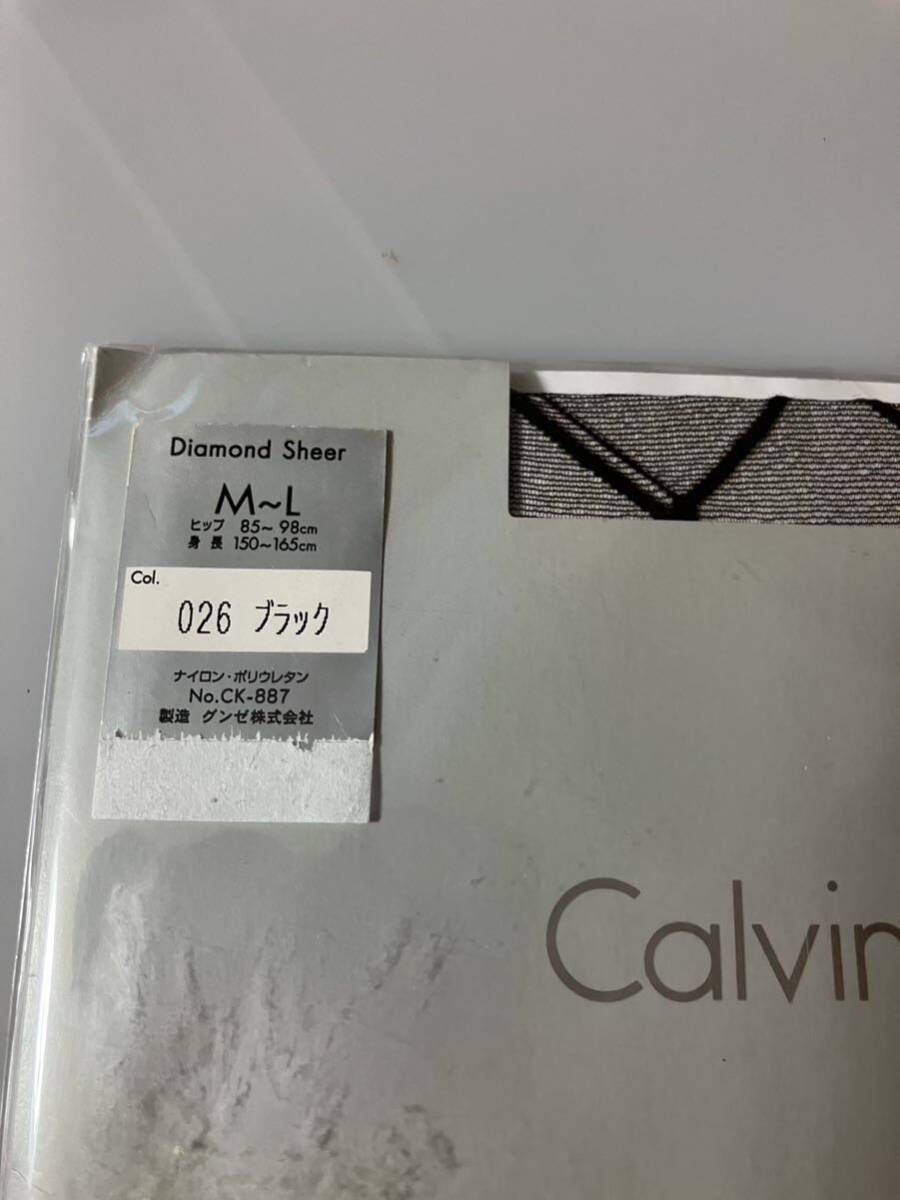 Diamond Sheer
M~L
ヒップ 85~98cm
身長 150~165cm
Col.
026 ブラック
ナイロン・ポリウレタン
No.CK-887
製造 グンゼ株式会社
Calvin